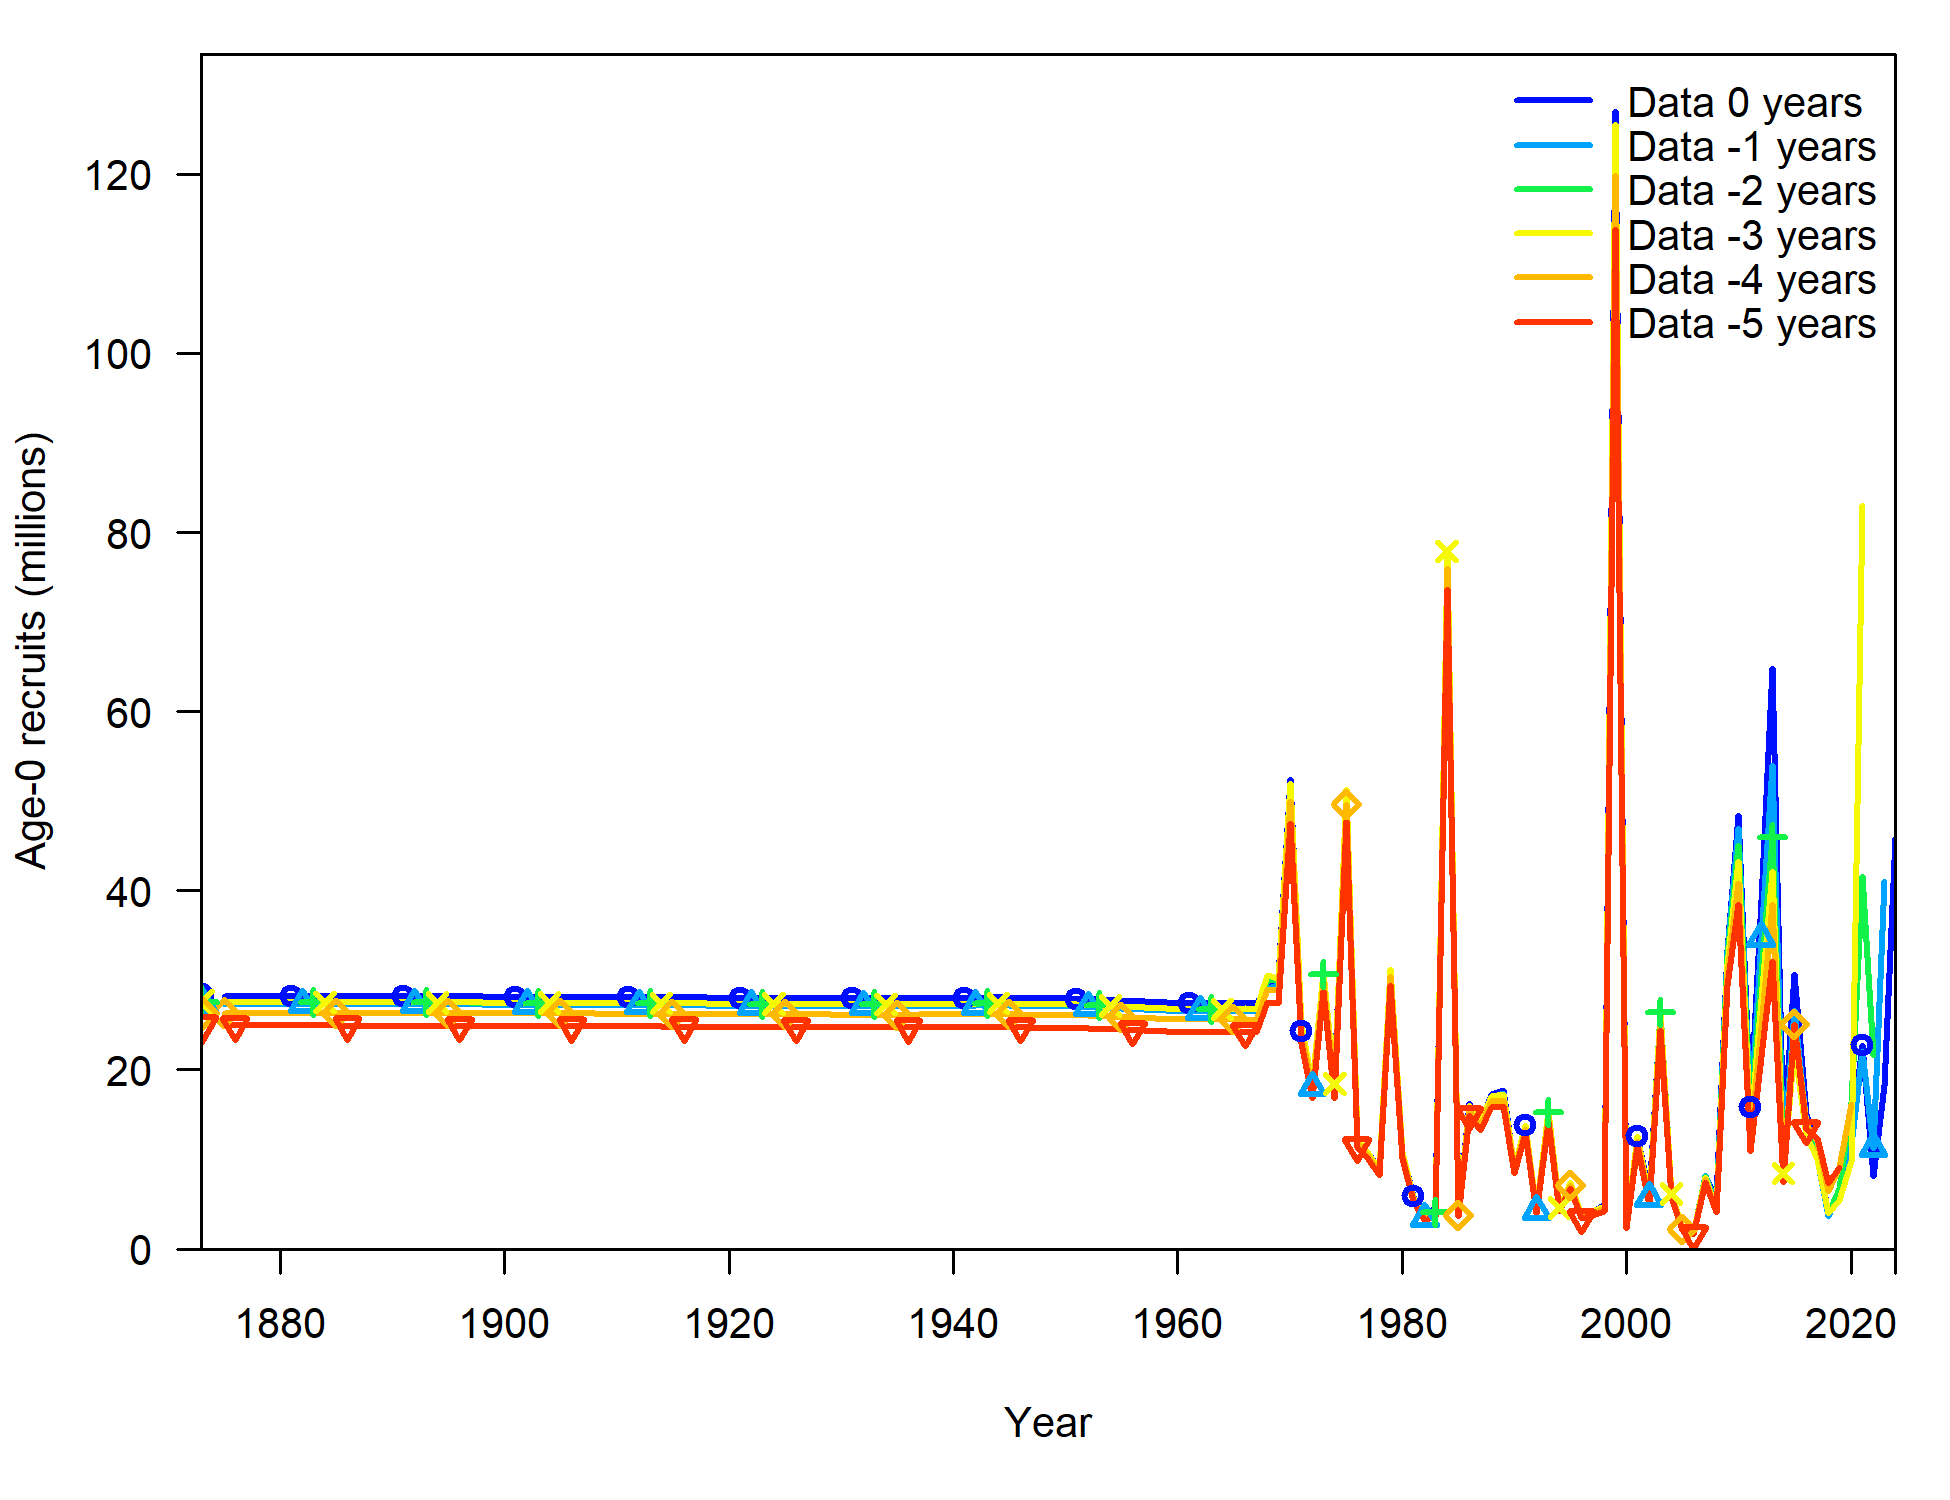 Data 0 years
Data -1 years
Data -2 years
Data -3 years
Data -4 years
Data -5 years
120
100
80
60
40
20
0
Age-0 recruits (millions)
1880 1900 1920 1940 1960 1980 2000 2020
Year